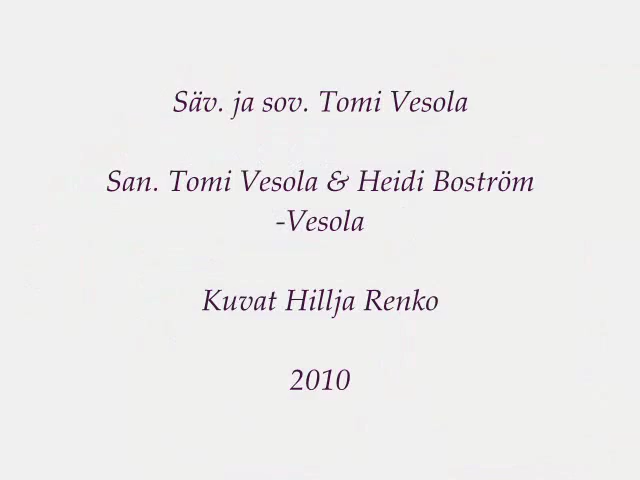 Säv. ja sov. Tomi Vesola
San. Tomi Vesola & Heidi Boström
-Vesola
Kuvat Hillja Renko
2010